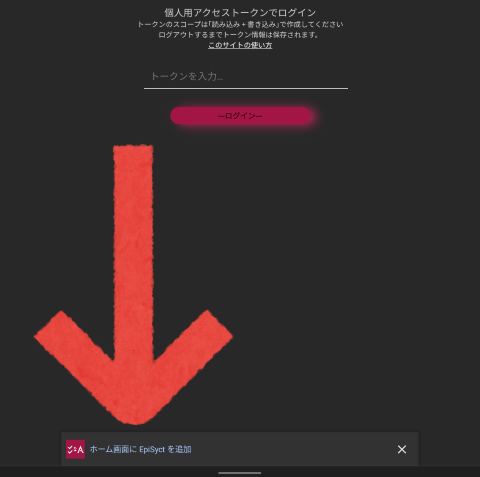 個人用アクセストークンでログイン
トークンのスコープは「読み込み + 書き込み」で作成してください
ログアウトするまでトークン情報は保存されます。
このサイトの使い方
トークンを入力...
ーログインー
ホーム画面に EpiSyct を追加